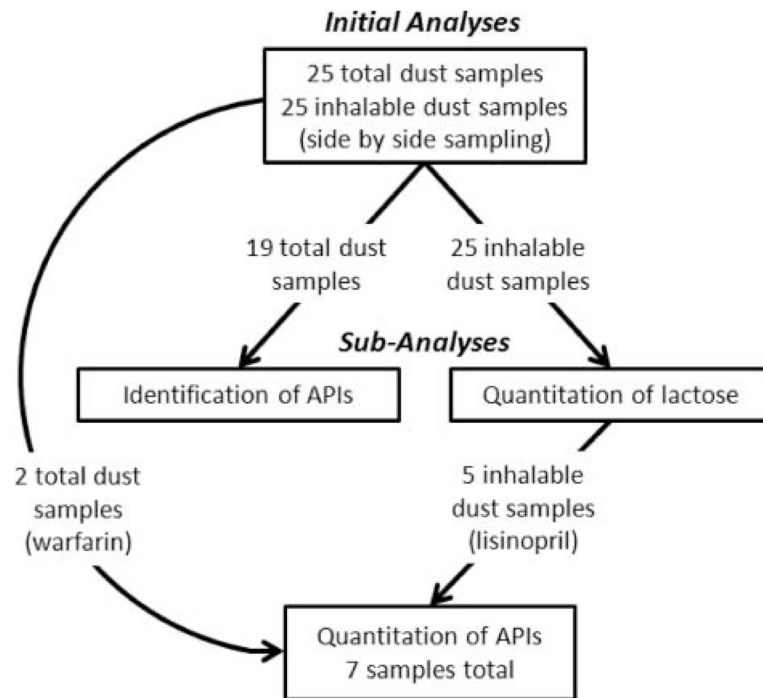 Initial Analyses
25 total dust samples
25 inhalable dust samples
(side by side sampling)
19 total dust
samples
25 inhalable
dust samples
Sub-Analyses
Identification of APIs
Quantitation of lactose
2 total dust
samples
(warfarin)
5 inhalable
dust samples
(lisinopril)
Quantitation of APIs
7 samples total